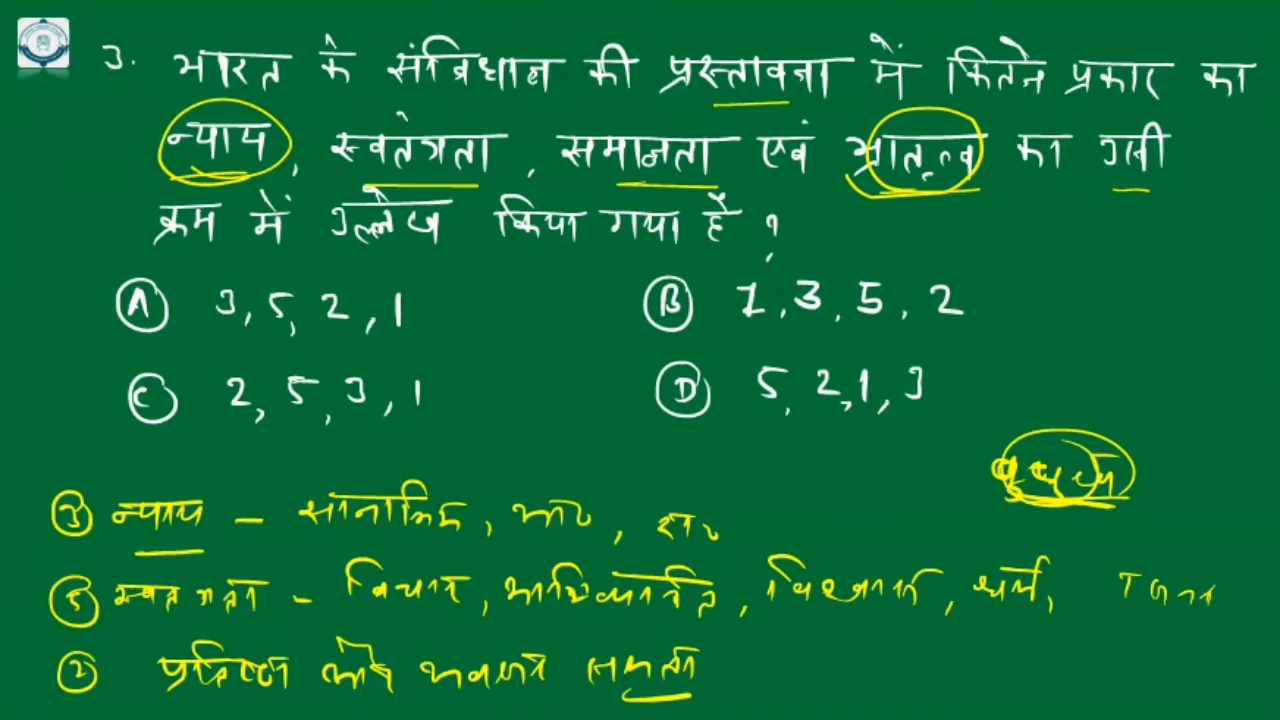 3. भारत के संविधान की प्रस्तावना में कितने प्रकार का
न्याय, स्वतंत्रता, समानता एवं भ्रातृत्व का उसी
क्रम में उल्लेख किया गया है ?
(A) 3, 5, 2, 1
(B) 1, 3, 5, 2
(C) 2, 5, 3, 1
(D) 5, 2, 1, 3
(3) न्याय - सामाजिक, आ०, रा०
(5) स्वतंत्रता - विचार, अभिव्यक्ति, विश्वास, धर्म,
(2) प्रतिष्ठा और अवसर समता